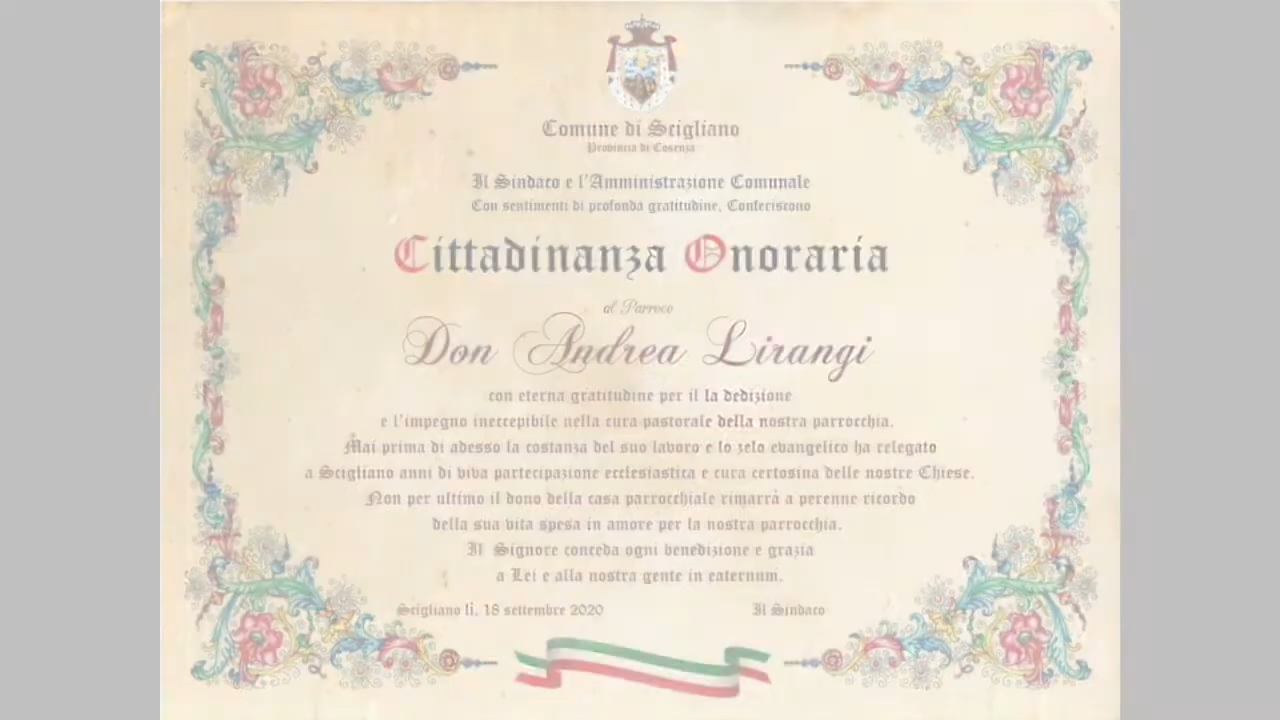 Comune di Scigliano
Provincia di Cosenza
Il Sindaco e l'Amministrazione Comunale
Con sentimenti di profonda gratitudine, Conferiscono
Cittadinanza Onoraria
al Parroco
Don Andrea Lirangi
con eterna gratitudine per il la dedizione
e l'impegno ineccepibile nella cura pastorale della nostra parrocchia.
Mai prima di adesso la costanza del suo lavoro e lo zelo evangelico ha relegato
a Scigliano anni di viva partecipazione ecclesiastica e cura certosina delle nostre Chiese.
Non per ultimo il dono della casa parrocchiale rimarrà a perenne ricordo
della sua vita spesa in amore per la nostra parrocchia.
Il Signore conceda ogni benedizione e grazia
a Lei e alla nostra gente in eaternum.
Scigliano lì, 18 settembre 2020 Il Sindaco